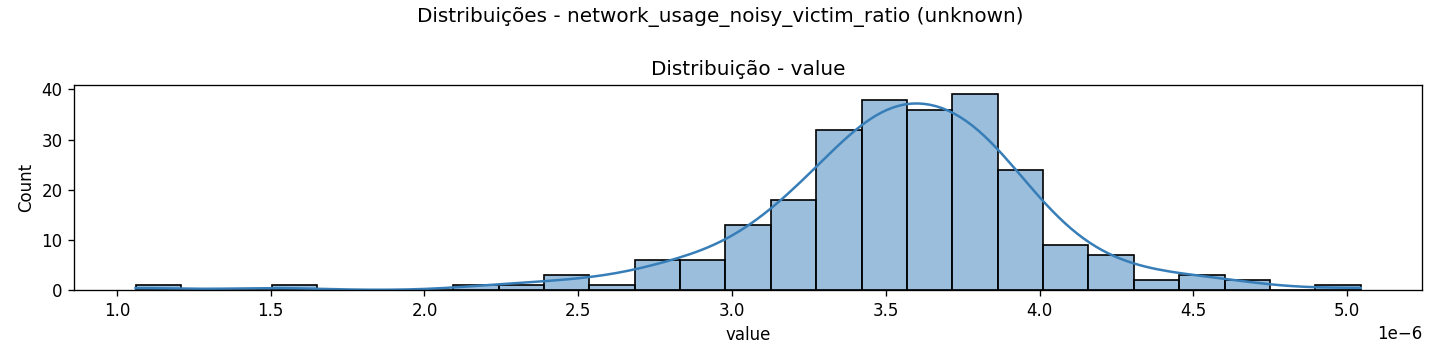 Distribuições - network_usage_noisy_victim_ratio (unknown)
Distribuição - value
40
30
20
10
0
Count
1.0 1.5 2.0 2.5 3.0 3.5 4.0 4.5 5.0
value
1e−6